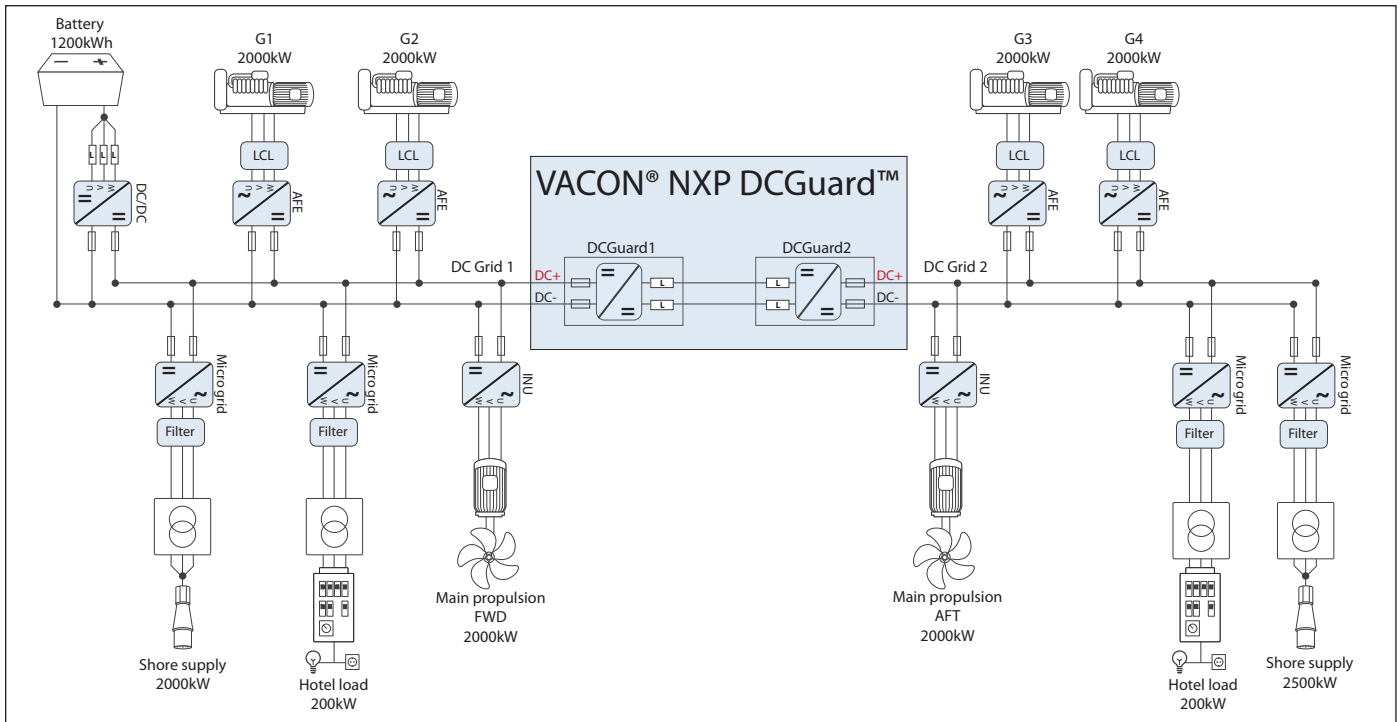 Battery
1200kWh
G1
2000kW
G2
2000kW
G3
2000kW
G4
2000kW
L
L
L
LCL
LCL
LCL
LCL
U
V
W
DC/DC
U
V
W
AFE
U
V
W
AFE
U
V
W
AFE
U
V
W
AFE
VACON® NXP DCGuard™
DCGuard1
DCGuard2
DC Grid 1
DC+
DC-
L
L
L
L
DC+
DC-
DC Grid 2
W
V
U
Micro grid
W
V
U
Micro grid
W
V
U
INU
W
V
U
INU
W
V
U
Micro grid
W
V
U
Micro grid
Filter
Filter
Filter
Filter
Main propulsion
FWD
2000kW
Main propulsion
AFT
2000kW
Shore supply
2000kW
Hotel load
200kW
Hotel load
200kW
Shore supply
2500kW